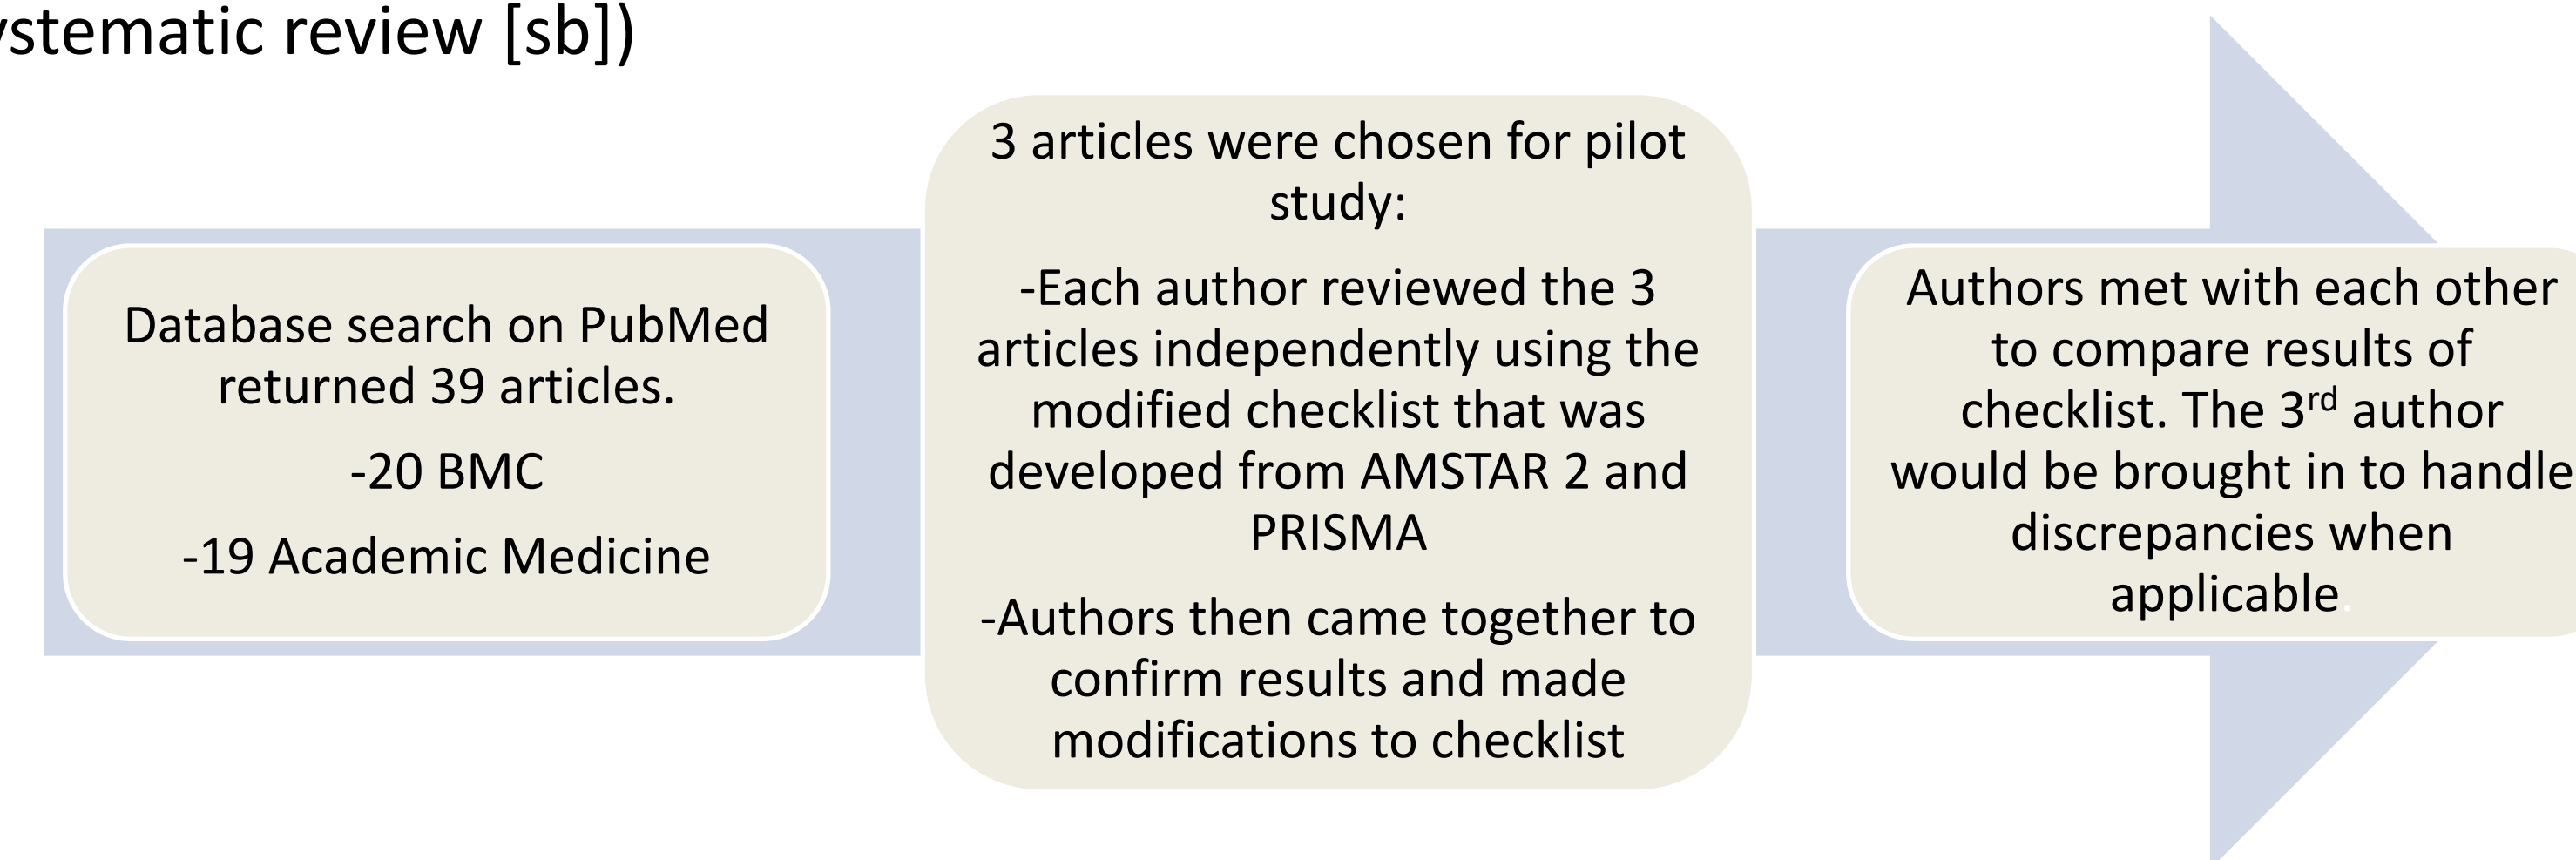 ystematic review [sb])
Database search on PubMed
returned 39 articles.
-20 BMC
-19 Academic Medicine
3 articles were chosen for pilot
study:
-Each author reviewed the 3
articles independently using the
modified checklist that was
developed from AMSTAR 2 and
PRISMA
-Authors then came together to
confirm results and made
modifications to checklist
Authors met with each other
to compare results of
checklist. The 3rd author
would be brought in to handle
discrepancies when
applicable.